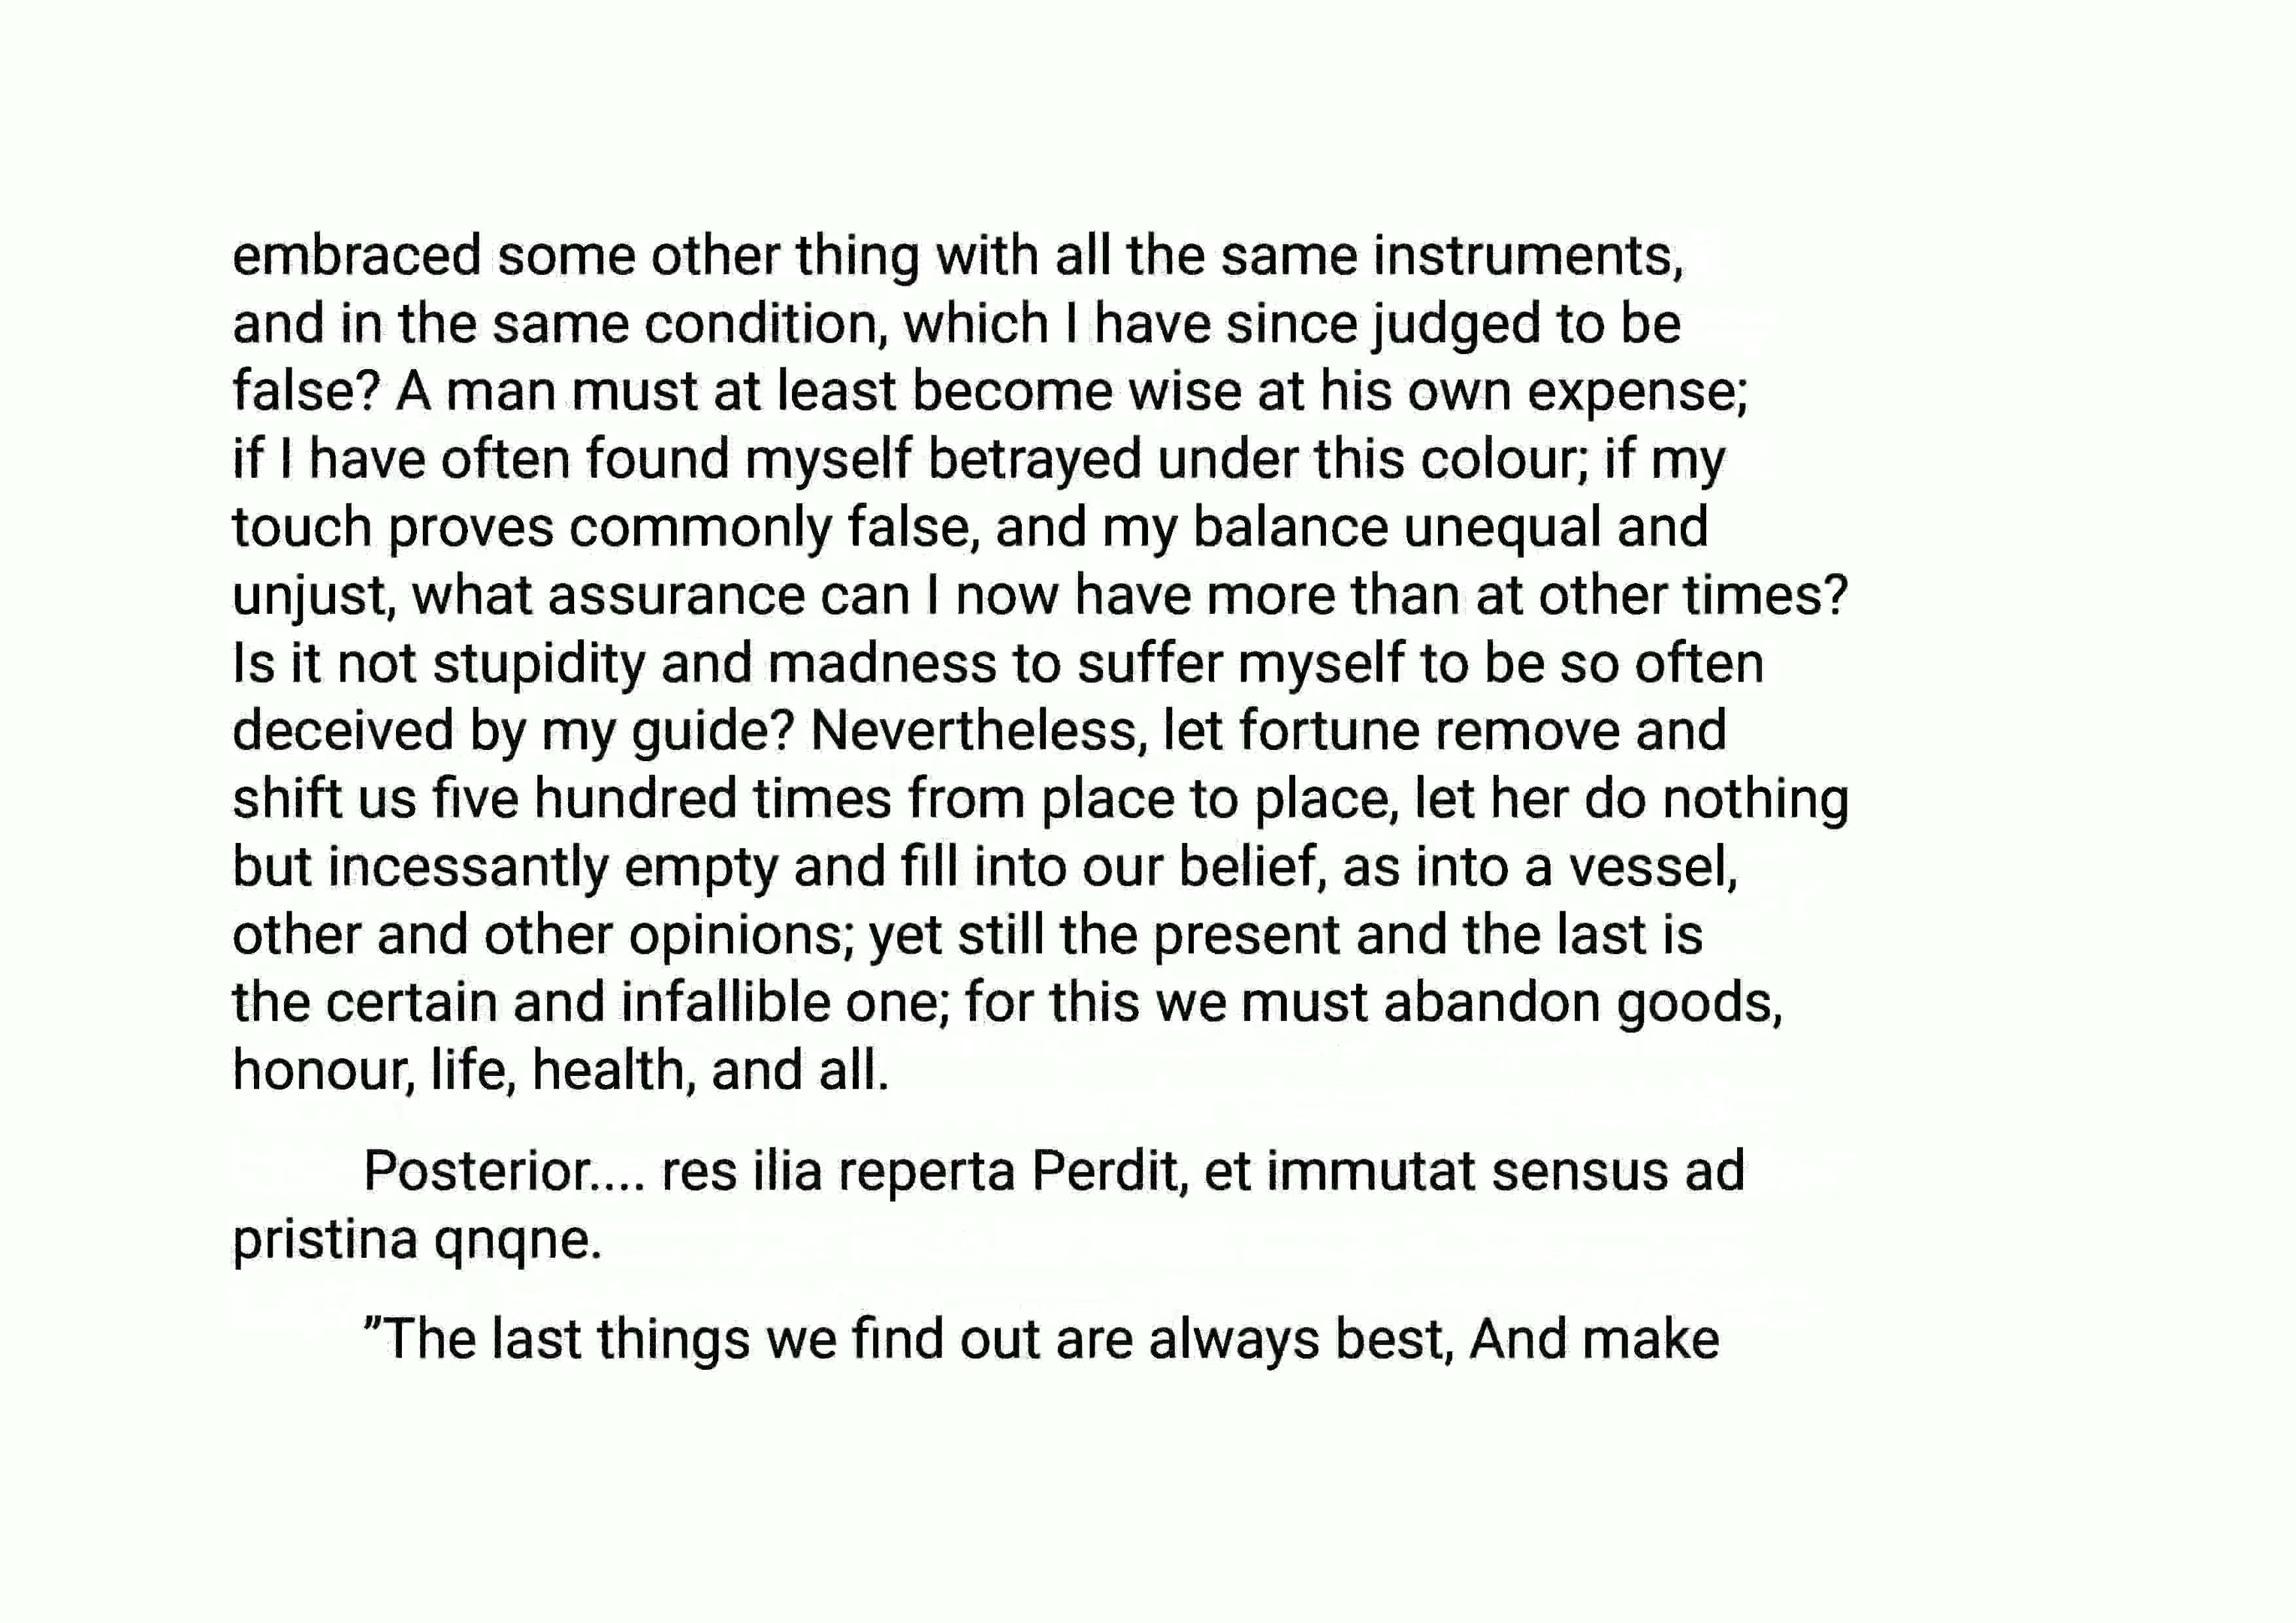 embraced some other thing with all the same instruments,
and in the same condition, which I have since judged to be
false? A man must at least become wise at his own expense;
if I have often found myself betrayed under this colour; if my
touch proves commonly false, and my balance unequal and
unjust, what assurance can I now have more than at other times?
Is it not stupidity and madness to suffer myself to be so often
deceived by my guide? Nevertheless, let fortune remove and
shift us five hundred times from place to place, let her do nothing
but incessantly empty and fill into our belief, as into a vessel,
other and other opinions; yet still the present and the last is
the certain and infallible one; for this we must abandon goods,
honour, life, health, and all.
Posterior.... res ilia reperta Perdit, et immutat sensus ad
pristina qnqne.
"The last things we find out are always best, And make